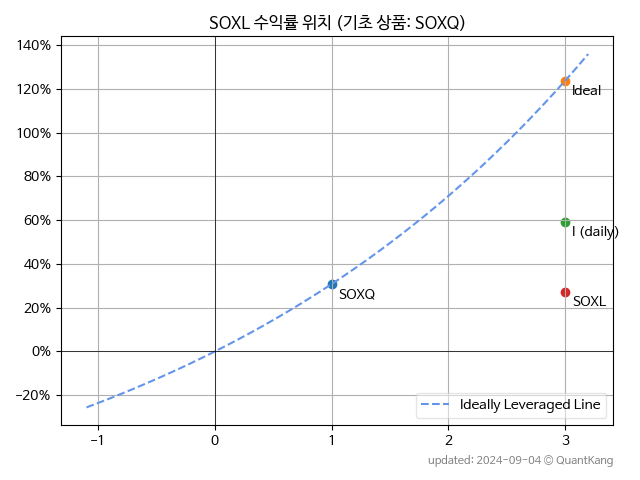 SOXL 수익률 위치 (기초 상품: SOXQ)
140%
120%
100%
80%
60%
40%
20%
0%
−20%
Ideal
I (daily)
SOXQ
SOXL
Ideally Leveraged Line
−1
0
1
2
3
updated: 2024-09-04 © QuantKang